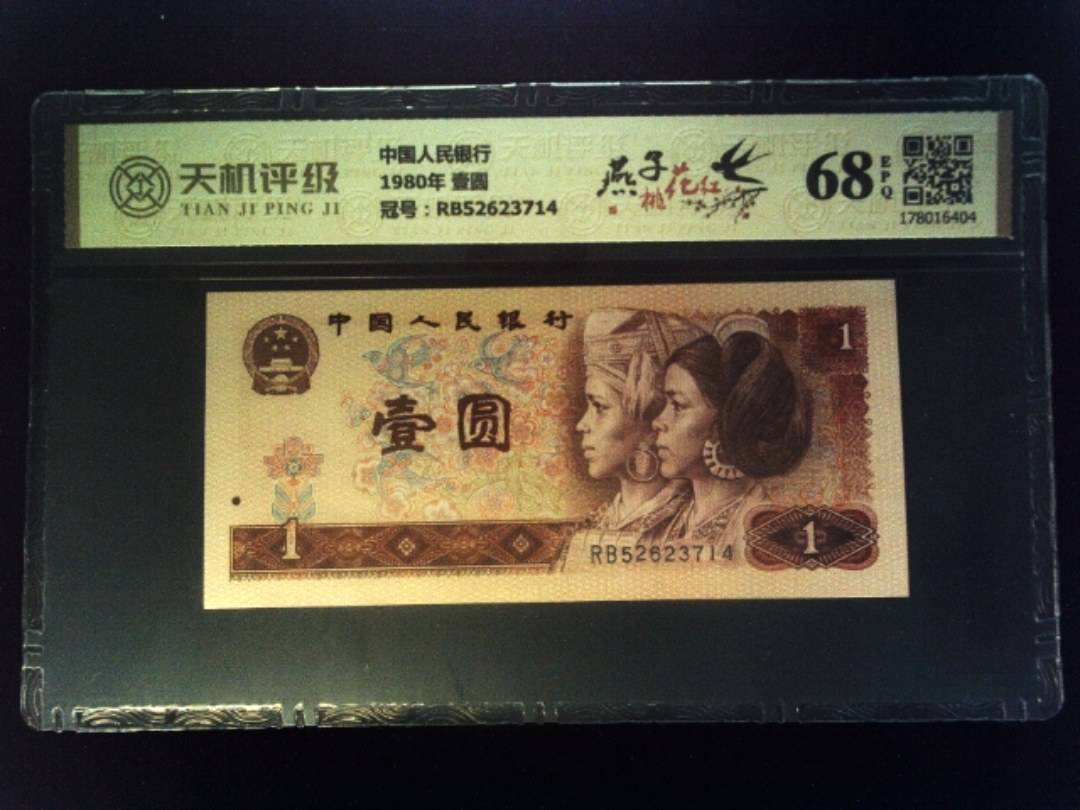 天机评级
TIAN JI PING JI
中国人民银行
1980年 壹圆
冠号：RB52623714
燕子
桃花红
68
EPQ
178016404
中国人民银行
1
壹圆
1
RB52623714
1